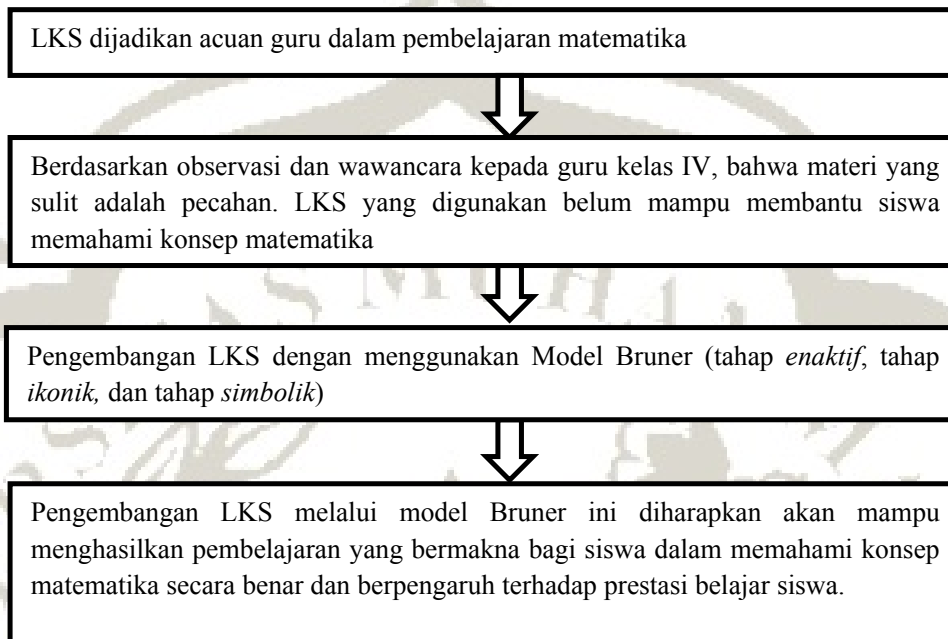 LKS dijadikan acuan guru dalam pembelajaran matematika
Berdasarkan observasi dan wawancara kepada guru kelas IV, bahwa materi yang
sulit adalah pecahan. LKS yang digunakan belum mampu membantu siswa
memahami konsep matematika
Pengembangan LKS dengan menggunakan Model Bruner (tahap enaktif, tahap
ikonik, dan tahap simbolik)
Pengembangan LKS melalui model Bruner ini diharapkan akan mampu
menghasilkan pembelajaran yang bermakna bagi siswa dalam memahami konsep
matematika secara benar dan berpengaruh terhadap prestasi belajar siswa.